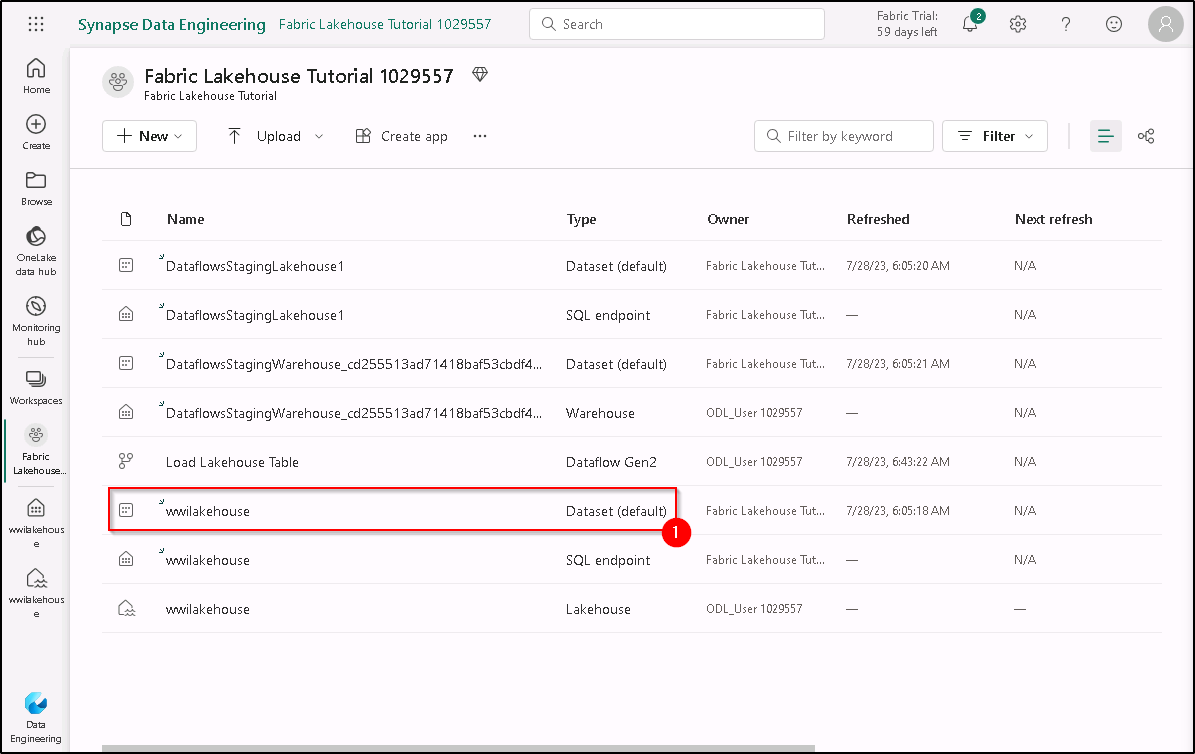 Synapse Data Engineering Fabric Lakehouse Tutorial 1029557 Search Fabric Trial: 2
59 days left
Home
Create
Browse
OneLake
data hub
Monitoring
hub
Workspaces
Fabric
Lakehouse...
wwilakehous
e
wwilakehous
e
Data
Engineering
Fabric Lakehouse Tutorial 1029557
Fabric Lakehouse Tutorial
New Upload Create app ... Filter by keyword Filter
Name Type Owner Refreshed Next refresh
DataflowsStagingLakehouse1 Dataset (default) Fabric Lakehouse Tut... 7/28/23, 6:05:20 AM N/A
DataflowsStagingLakehouse1 SQL endpoint Fabric Lakehouse Tut... — N/A
DataflowsStagingWarehouse_cd255513ad71418baf53cbdf4... Dataset (default) Fabric Lakehouse Tut... 7/28/23, 6:05:21 AM N/A
DataflowsStagingWarehouse_cd255513ad71418baf53cbdf4... Warehouse ODL_User 1029557 — N/A
Load Lakehouse Table Dataflow Gen2 ODL_User 1029557 7/28/23, 6:43:22 AM N/A
wwilakehouse Dataset (default) Fabric Lakehouse Tut... 7/28/23, 6:05:18 AM N/A
1
wwilakehouse SQL endpoint Fabric Lakehouse Tut... — N/A
wwilakehouse Lakehouse ODL_User 1029557 — —